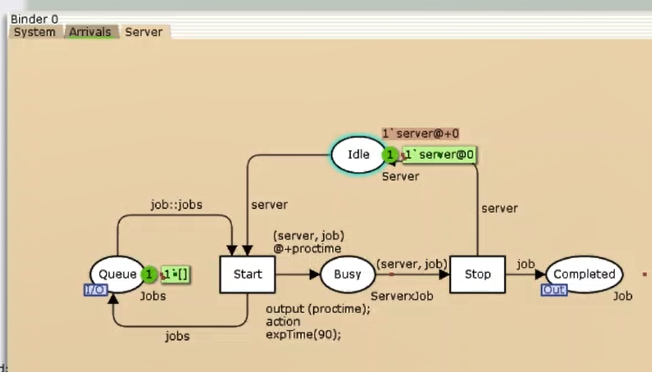 Binder 0
System Arrivals Server
1`server@+0
Idle
1
1`server@0
Server
job::jobs
server
server
(server, job)
@+proctime
(server, job)
job
Queue
1
1`[]
Start
Busy
Stop
Completed
I/O
Jobs
ServerxJob
Out
Job
output (proctime);
action
expTime(90);
jobs